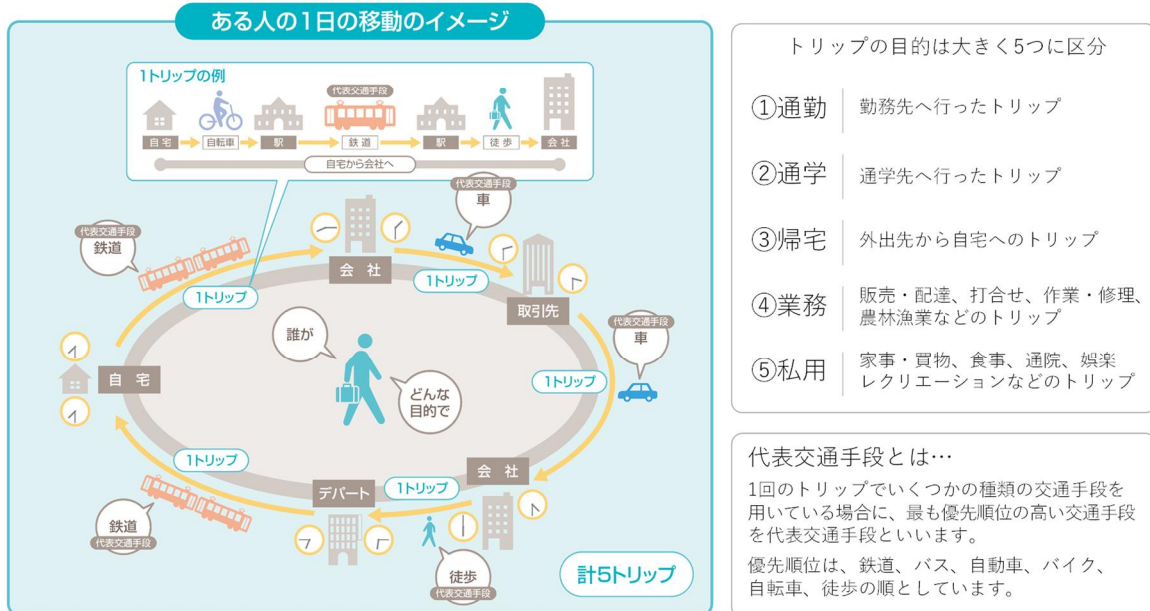 ある人の1日の移動のイメージ
1トリップの例
代表交通手段
自宅
自転車
駅
鉄道
駅
徒歩
会社
自宅から会社へ
代表交通手段
鉄道
1トリップ
会社
代表交通手段
車
1トリップ
取引先
代表交通手段
車
1トリップ
誰が
どんな
目的で
自宅
1トリップ
会社
1トリップ
デパート
鉄道
代表交通手段
徒歩
代表交通手段
計5トリップ
トリップの目的は大きく5つに区分
①通勤
勤務先へ行ったトリップ
②通学
通学先へ行ったトリップ
③帰宅
外出先から自宅へのトリップ
④業務
販売・配達、打合せ、作業・修理、
農林漁業などのトリップ
⑤私用
家事・買物、食事、通院、娯楽
レクリエーションなどのトリップ
代表交通手段とは…
1回のトリップでいくつかの種類の交通手段を
用いている場合に、最も優先順位の高い交通手段
を代表交通手段といいます。
優先順位は、鉄道、バス、自動車、バイク、
自転車、徒歩の順としています。